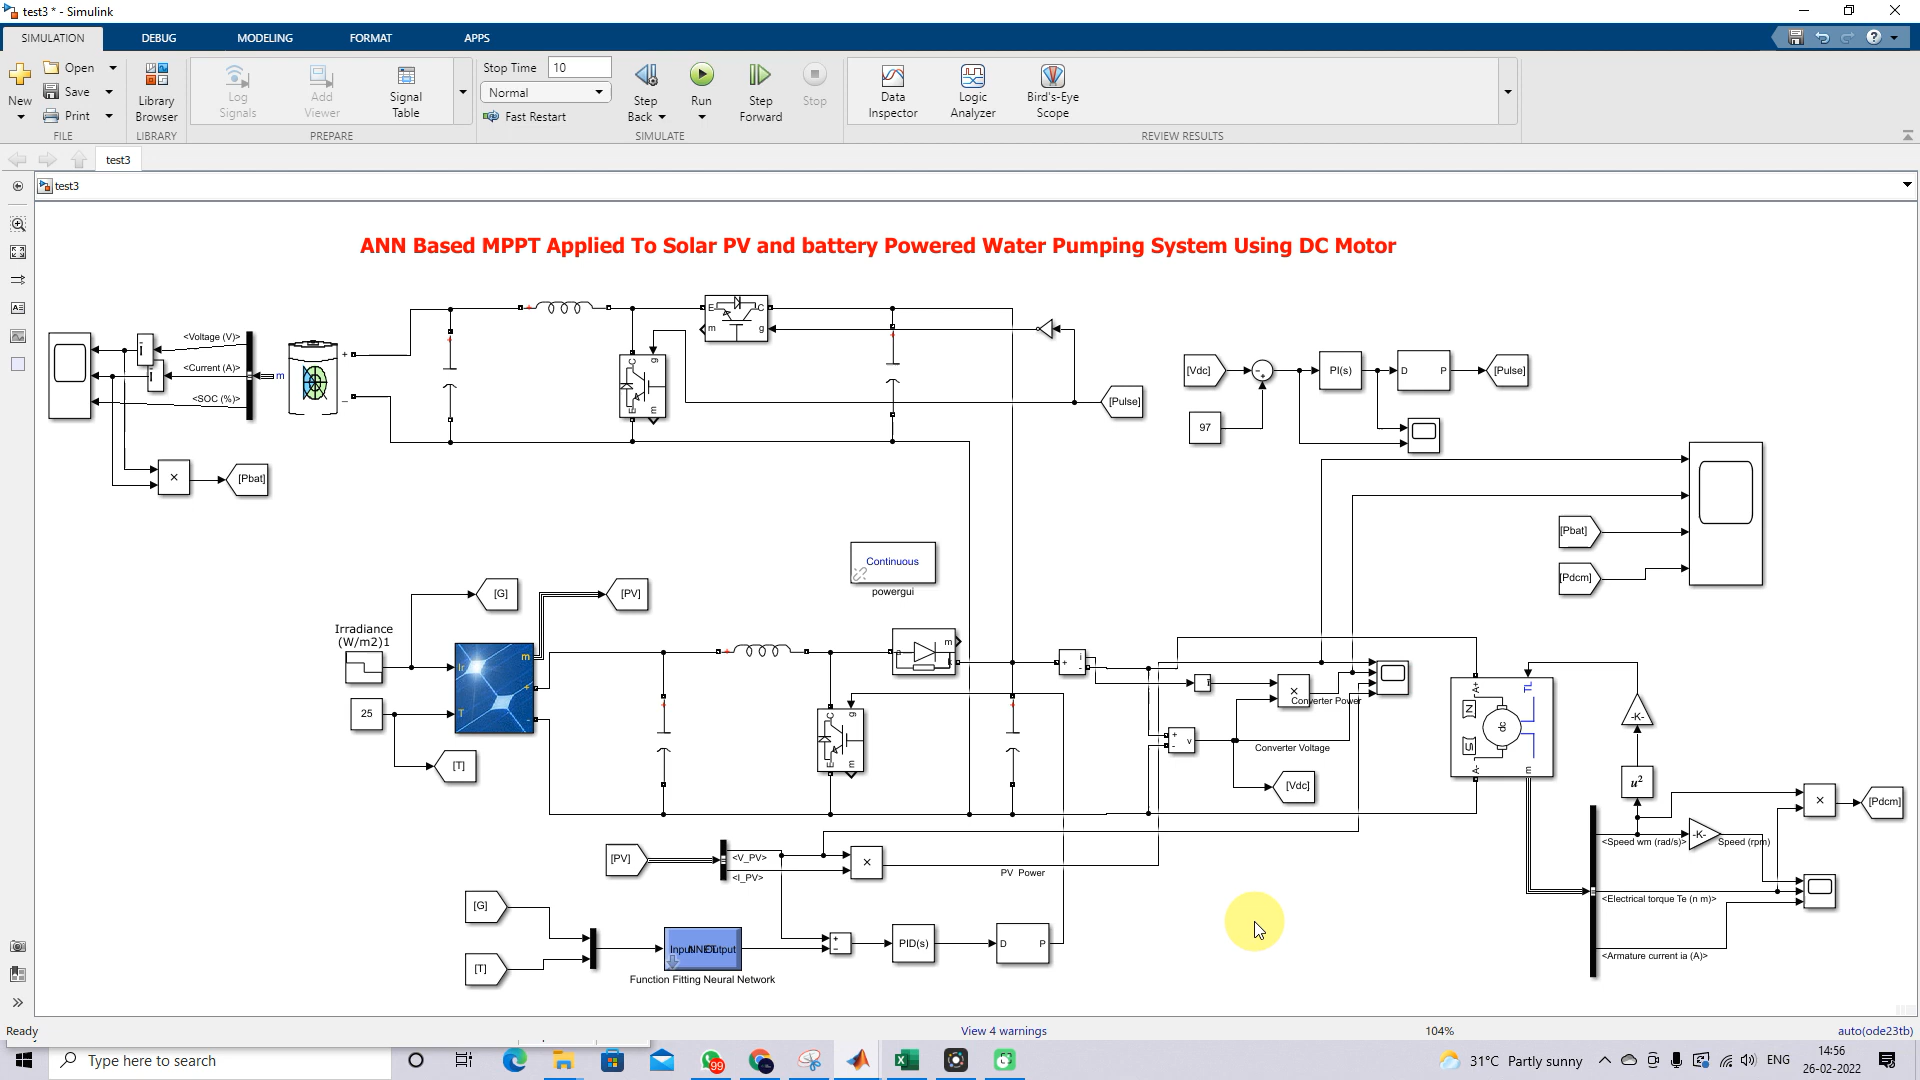 test3 * - Simulink
SIMULATION DEBUG MODELING FORMAT APPS
New
Open
Save
Print
FILE
Library Browser
LIBRARY
Log Signals
Add Viewer
Signal Table
PREPARE
Stop Time 10
Normal
Fast Restart
Step Back
Run
Step Forward
Stop
SIMULATE
Data Inspector
Logic Analyzer
Bird's-Eye Scope
REVIEW RESULTS
test3
test3
ANN Based MPPT Applied To Solar PV and battery Powered Water Pumping System Using DC Motor
<Voltage (V)>
<Current (A)>
<SOC (%)>
m
+
E C
m g
[Pulse]
[Vdc]
PI(s)
D P
[Pulse]
97
×
[Pbat]
[Pbat]
[Pdcm]
Continuous
powergui
[G]
[PV]
Irradiance
(W/m2)1
Ir
m
25
T
[T]
a
m
k
+ i
-
×
Converter Power
+ v
-
Converter Voltage
[Vdc]
A+
TL
dc
A-
m
-K-
u²
×
[Pdcm]
<Speed wm (rad/s)>
-K-
Speed (rpm)
<Electrical torque Te (n m)>
<Armature current ia (A)>
[PV]
<V_PV>
<I_PV>
×
PV Power
[G]
[T]
Function Fitting Neural Network
PID(s)
D P
Ready
View 4 warnings
104%
auto(ode23tb)
Type here to search
99
31°C Partly sunny
ENG
14:56
26-02-2022